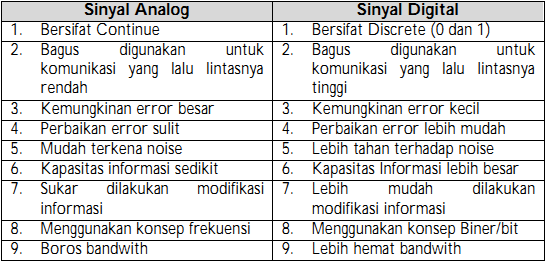 Sinyal Analog Sinyal Digital
1. Bersifat Continue 1. Bersifat Discrete (0 dan 1)
2. Bagus digunakan untuk 2. Bagus digunakan untuk
komunikasi yang lalu lintasnya komunikasi yang lalu lintasnya
rendah tinggi
3. Kemungkinan error besar 3. Kemungkinan error kecil
4. Perbaikan error sulit 4. Perbaikan error lebih mudah
5. Mudah terkena noise 5. Lebih tahan terhadap noise
6. Kapasitas informasi sedikit 6. Kapasitas Informasi lebih besar
7. Sukar dilakukan modifikasi 7. Lebih mudah dilakukan
informasi modifikasi informasi
8. Menggunakan konsep frekuensi 8. Menggunakan konsep Biner/bit
9. Boros bandwith 9. Lebih hemat bandwith